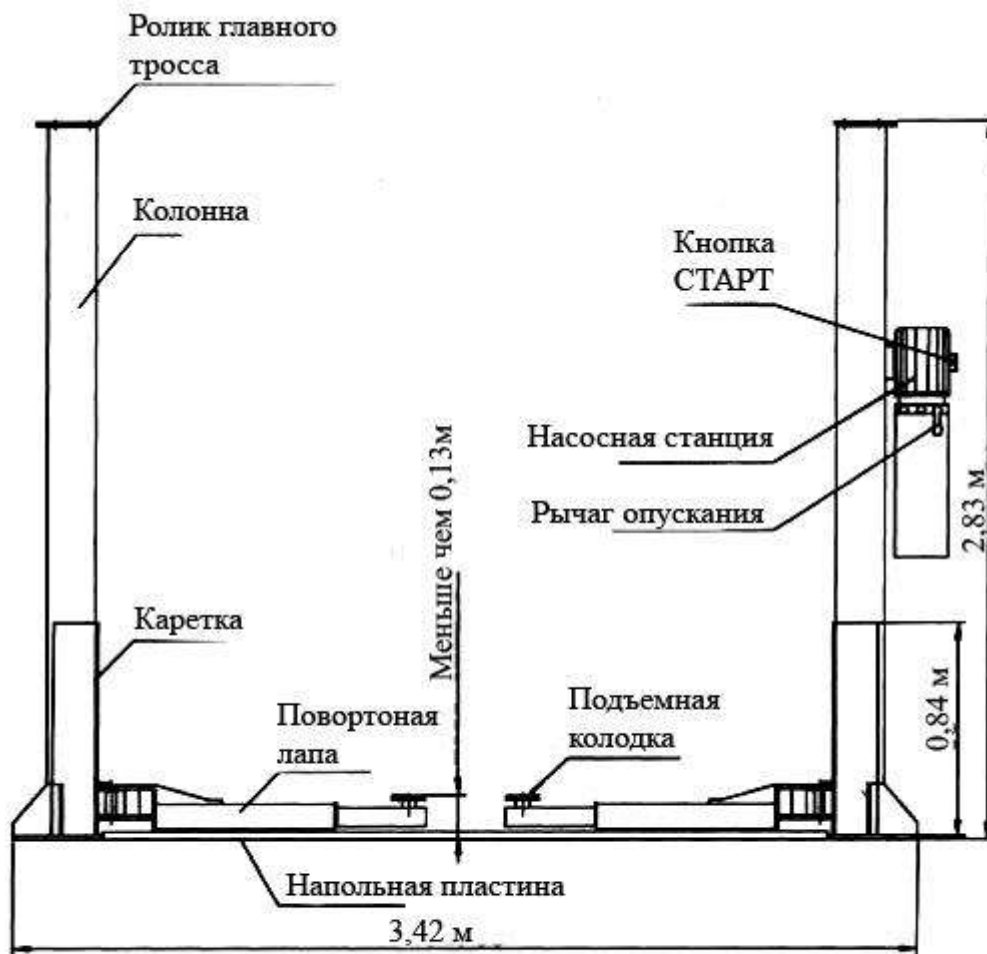 Ролик главного
тросса
Колонна
Кнопка
СТАРТ
Насосная станция
Рычаг опускания
2,83 м
Меньше чем 0,13м
Каретка
Повортоная
лапа
Подъемная
колодка
0,84 м
Напольная пластина
3,42 м